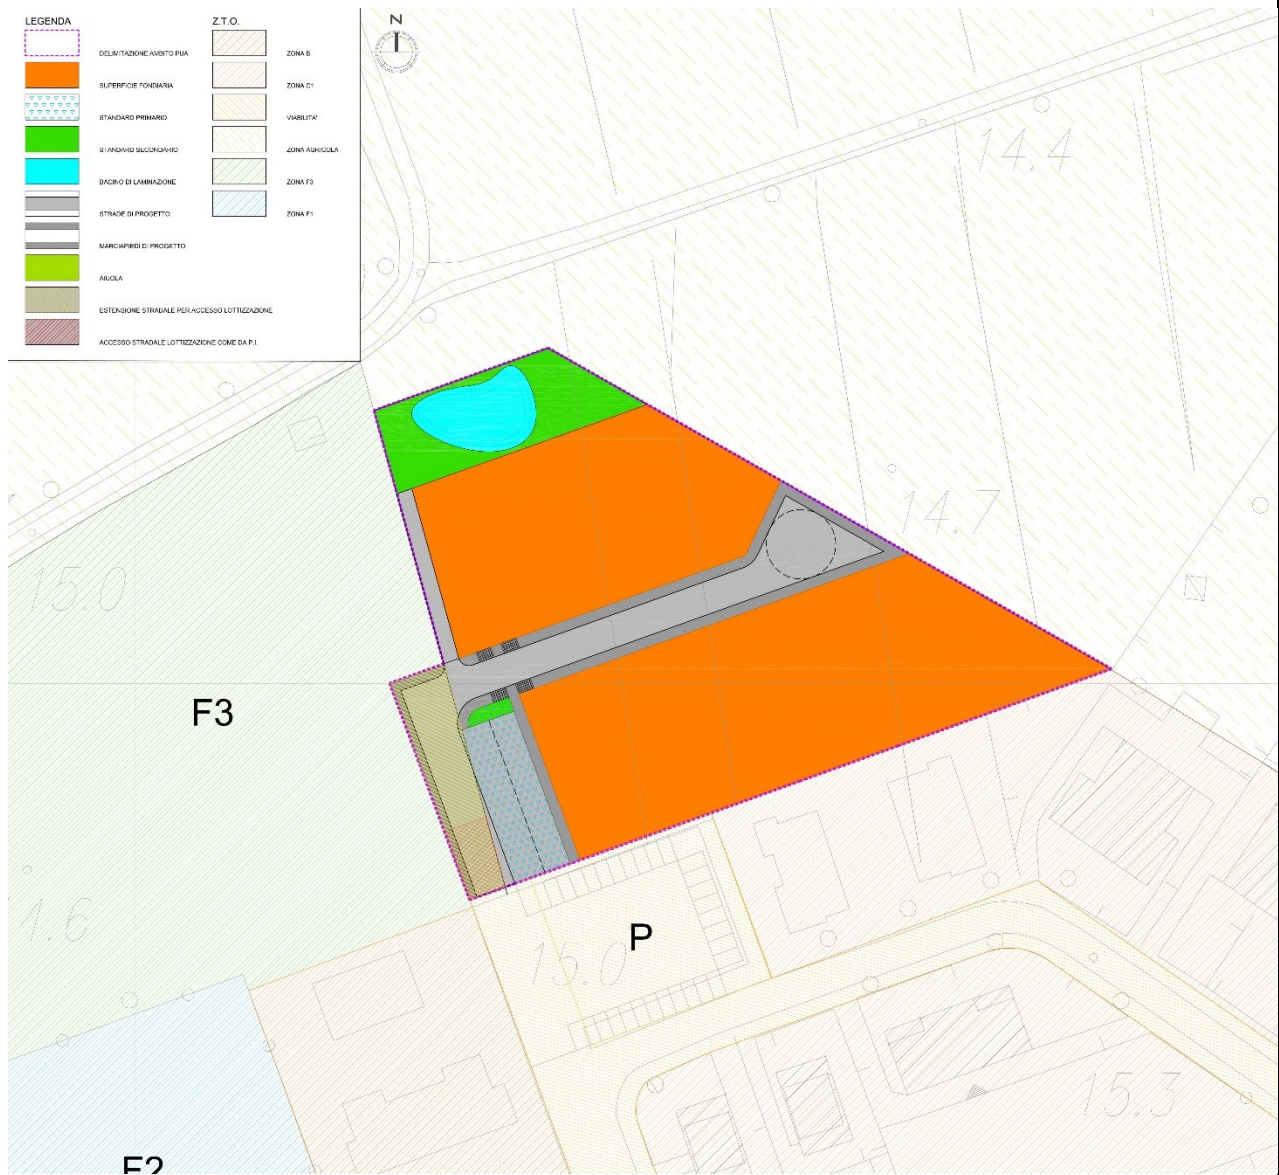 LEGENDA
DELIMITAZIONE AMBITO PUA
SUPERFICIE FONDIARIA
STANDARD PRIMARIO
STANDARD SECONDARIO
BACINO DI LAMINAZIONE
STRADE DI PROGETTO
MARCIAPIEDI DI PROGETTO
AIUOLA
ESTENSIONE STRADALE PER ACCESSO LOTTIZZAZIONE
ACCESSO STRADALE LOTTIZZAZIONE COME DA P.I.
Z.T.O.
ZONA B
ZONA C1
VIABILITA'
ZONA AGRICOLA
ZONA F3
ZONA F1
N
14.4
14.7
15.0
F3
1.6
P
15.0
15.3
F2